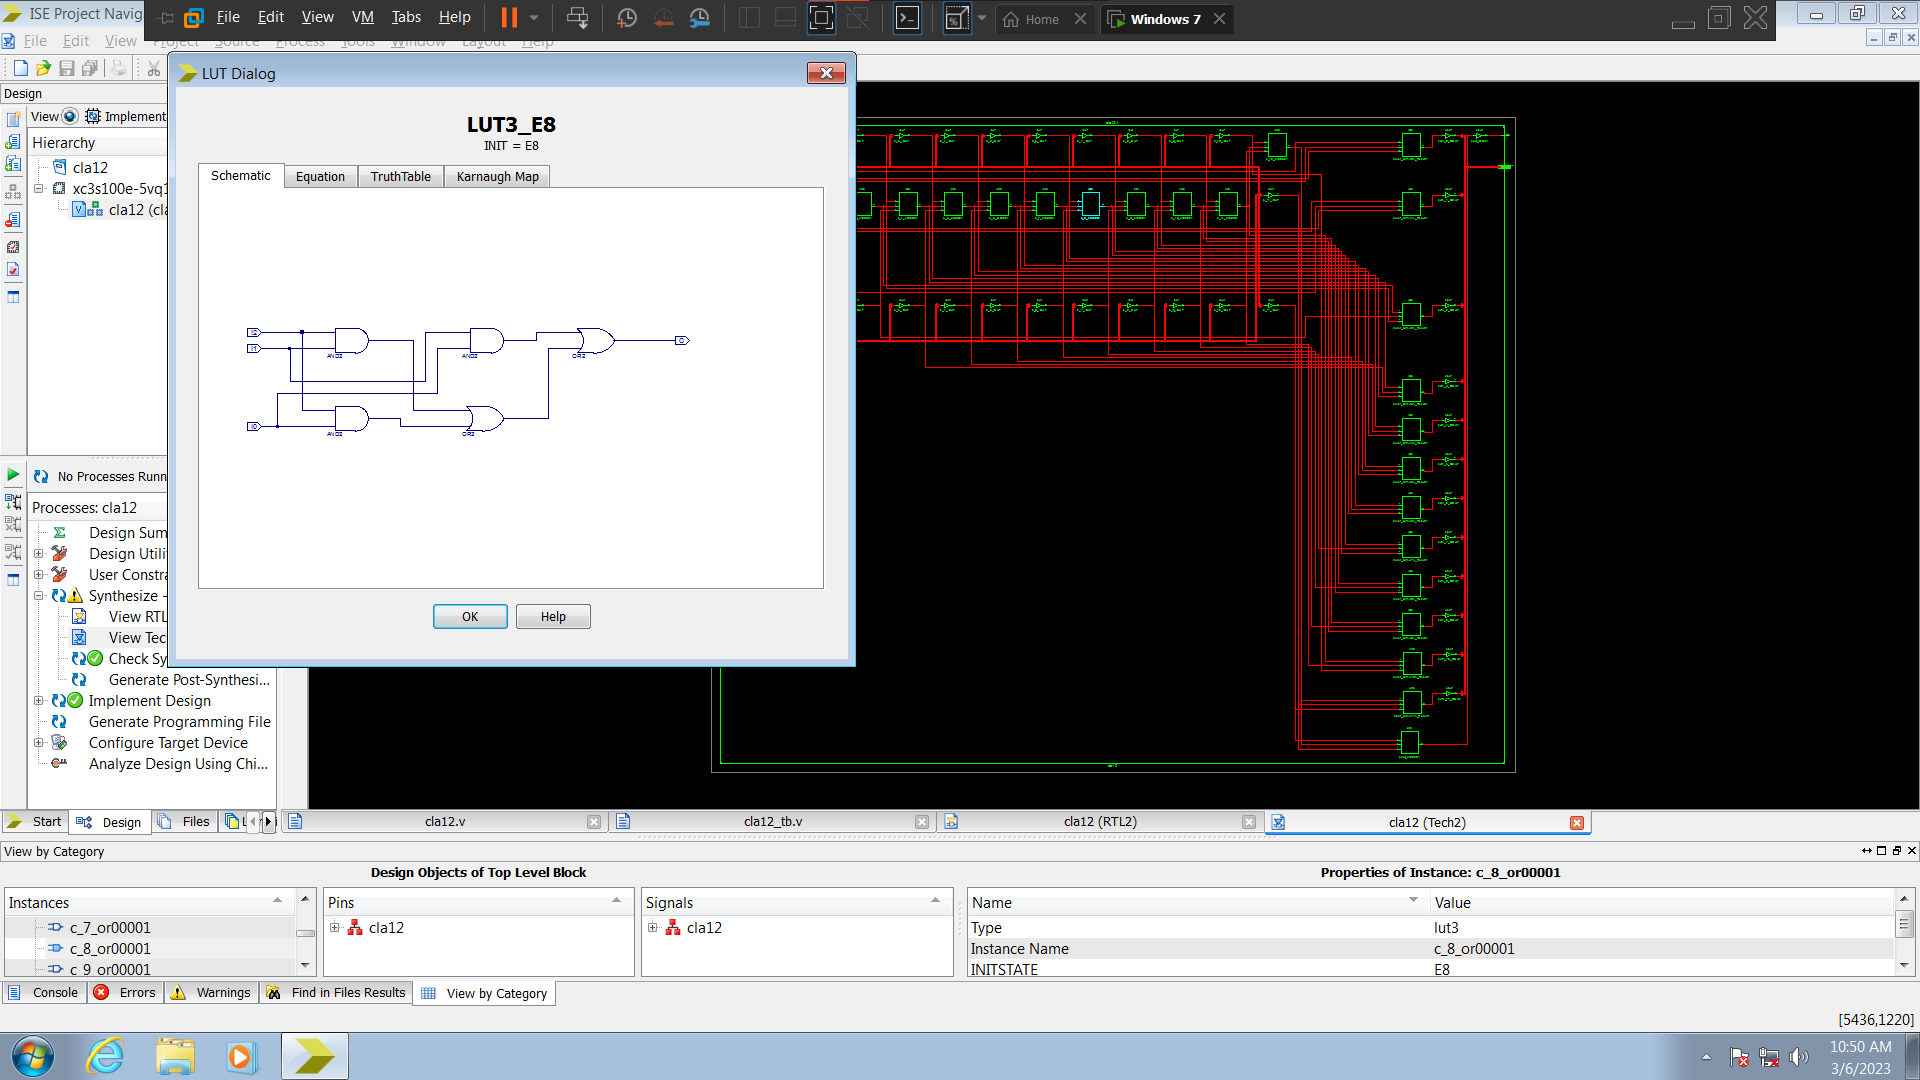 ISE Project Navig
File Edit View VM Tabs Help
Home
Windows 7
File Edit View Project Source Process Tools Window Layout Help
Design
View Implement
Hierarchy
cla12
xc3s100e-5vq1
cla12 (cla
No Processes Runn
Processes: cla12
Design Sum
Design Utili
User Constra
Synthesize -
View RTL
View Tec
Check Sy
Generate Post-Synthesi...
Implement Design
Generate Programming File
Configure Target Device
Analyze Design Using Chi...
Start
Design
Files
LUT Dialog
LUT3_E8
INIT = E8
Schematic
Equation
TruthTable
Karnaugh Map
I2
I1
I0
AND2
AND2
OR2
O
AND2
OR2
OK
Help
cla12.v
cla12_tb.v
cla12 (RTL2)
cla12 (Tech2)
View by Category
Design Objects of Top Level Block
Properties of Instance: c_8_or00001
Instances
c_7_or00001
c_8_or00001
c_9_or00001
Pins
cla12
Signals
cla12
Name Value
Type lut3
Instance Name c_8_or00001
INITSTATE E8
Console
Errors
Warnings
Find in Files Results
View by Category
[5436,1220]
10:50 AM
3/6/2023